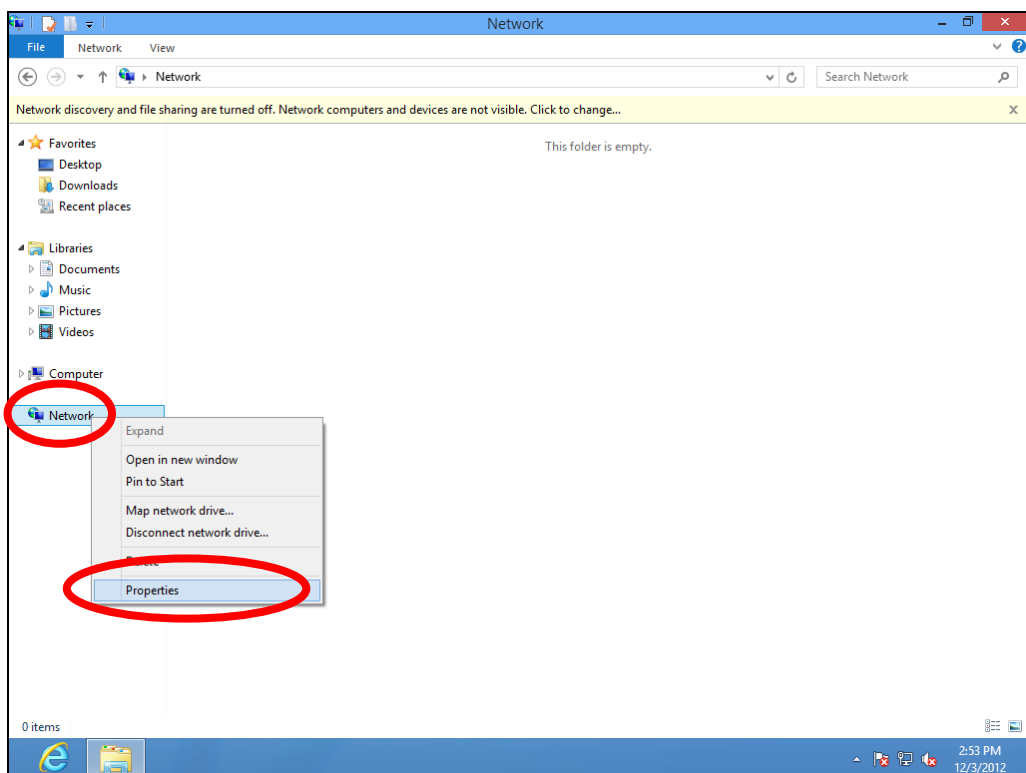 Network
File Network View
Network
Search Network
Network discovery and file sharing are turned off. Network computers and devices are not visible. Click to change...
This folder is empty.
Favorites
Desktop
Downloads
Recent places
Libraries
Documents
Music
Pictures
Videos
Computer
Network
Expand
Open in new window
Pin to Start
Map network drive...
Disconnect network drive...
Delete
Properties
0 items
2:53 PM
12/3/2012